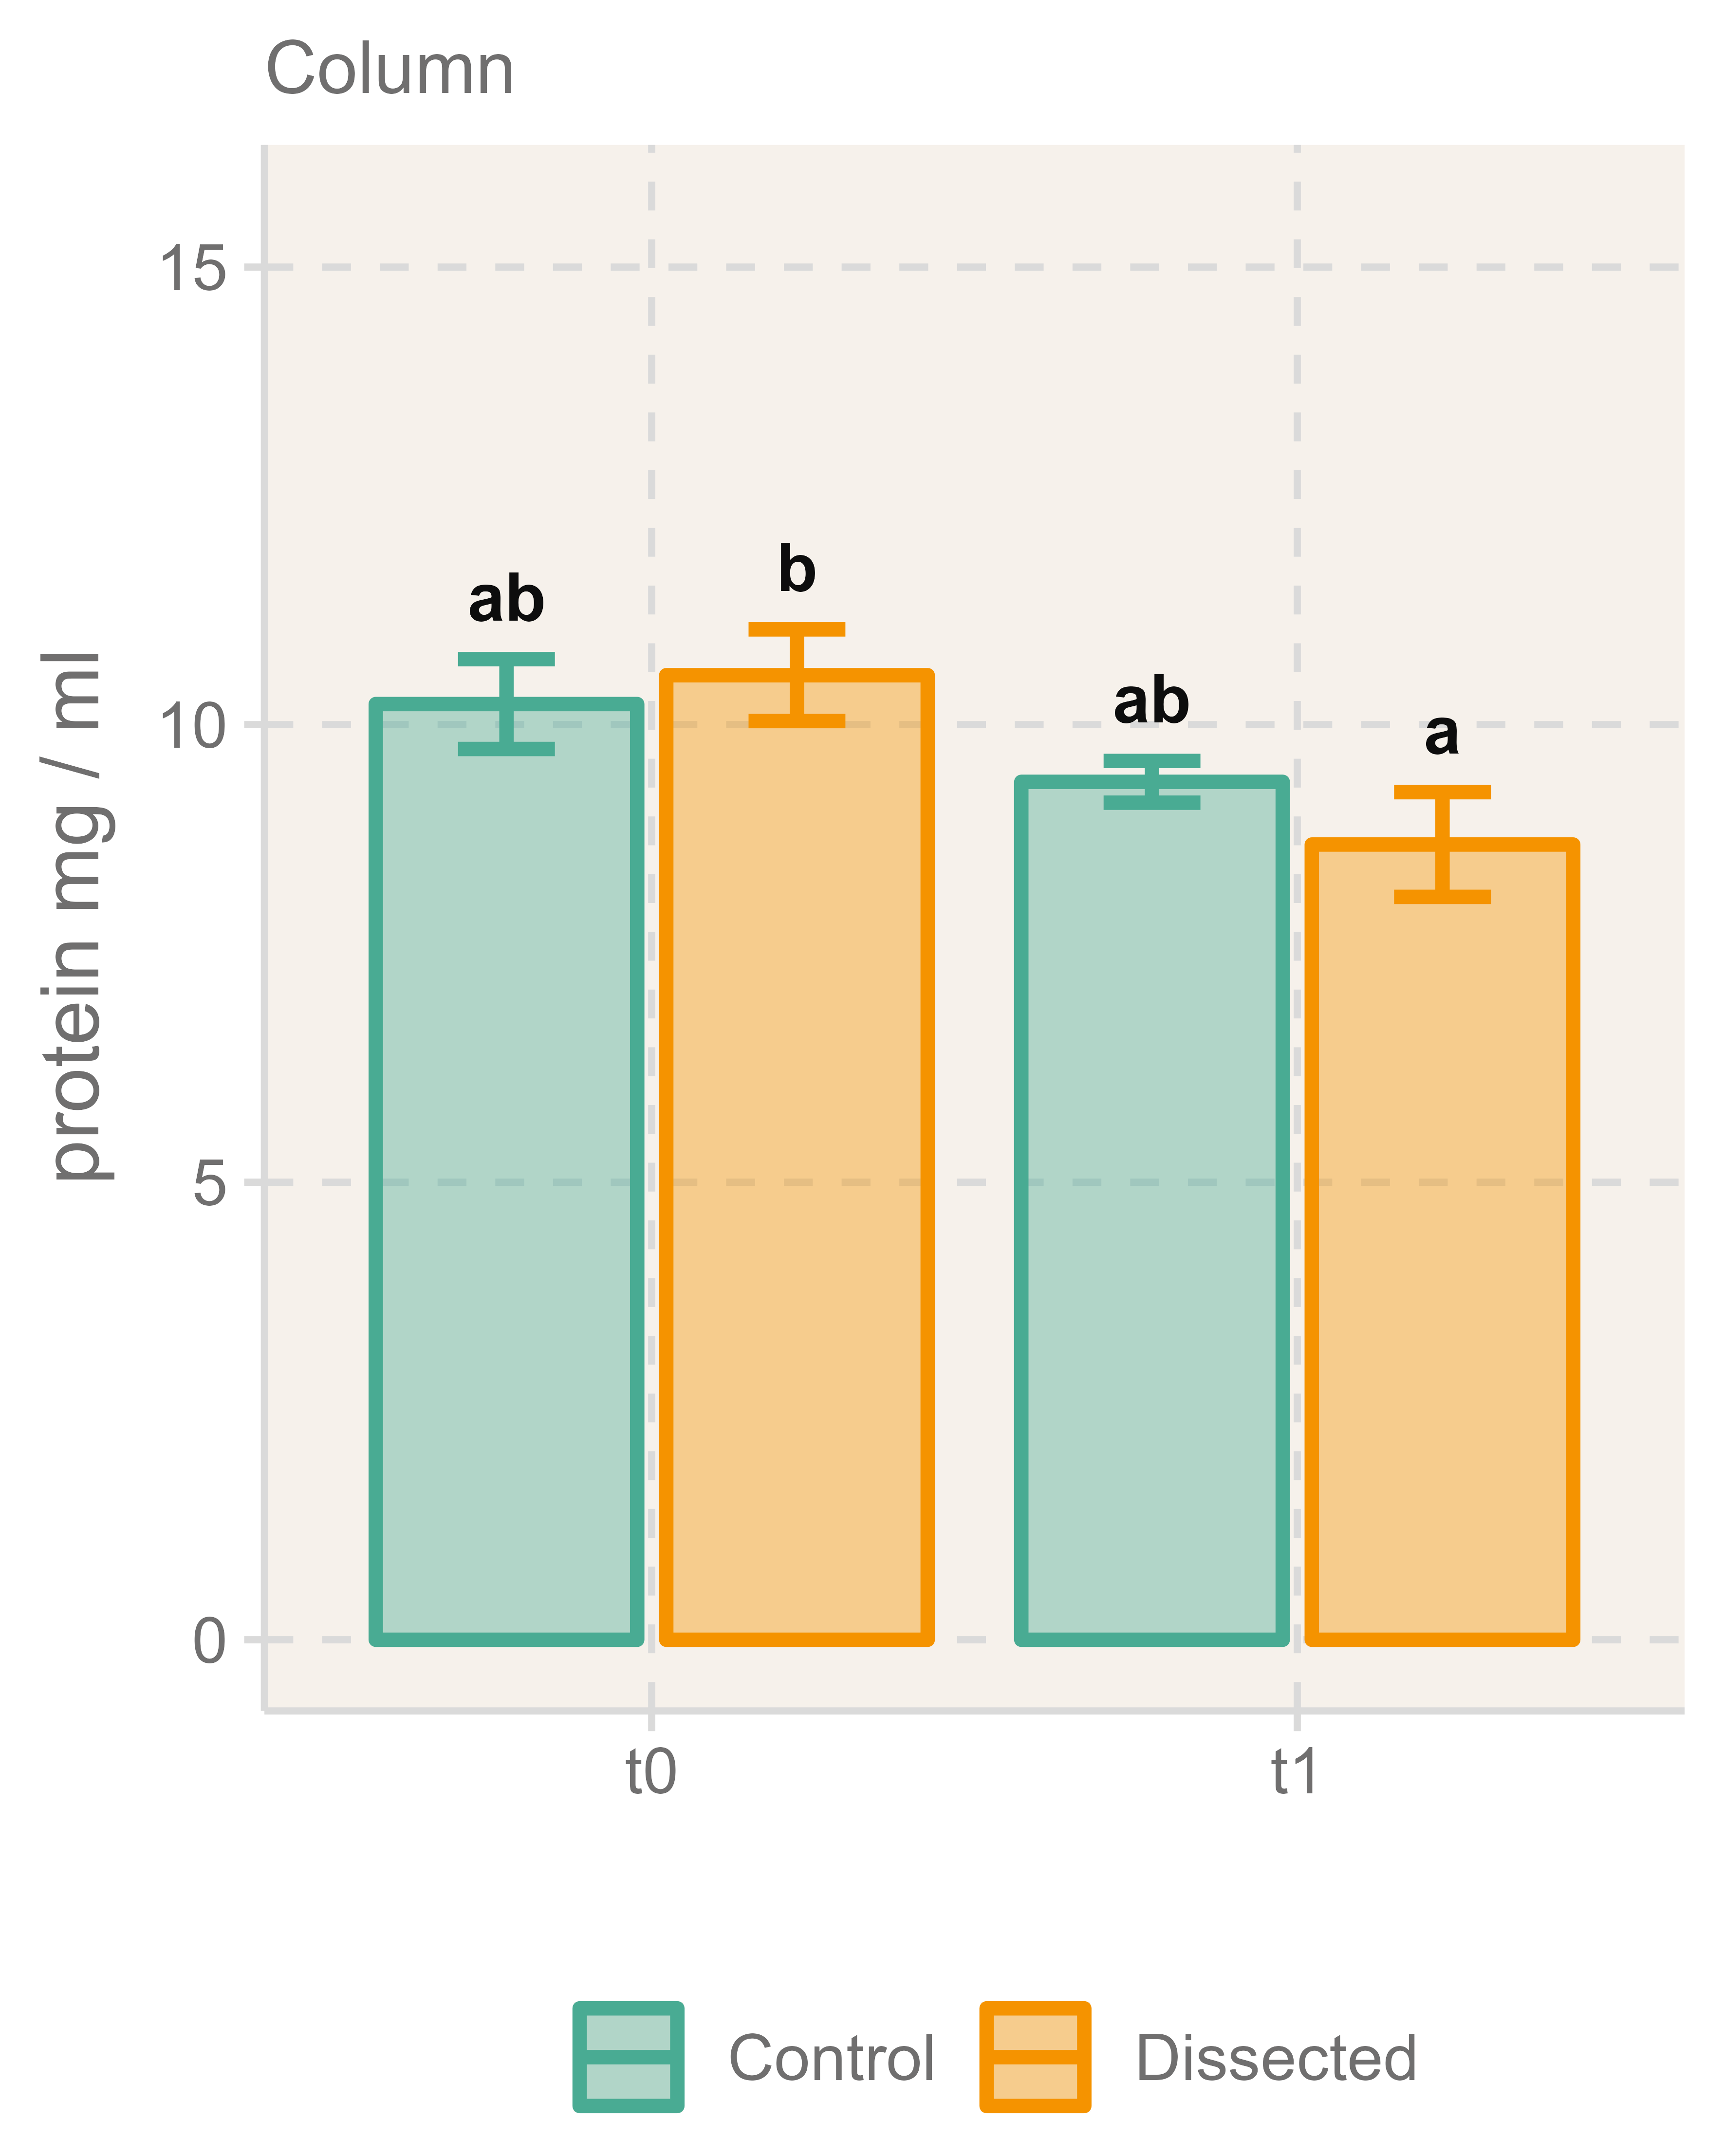 Column
protein mg / ml
15
10
5
0
ab
b
ab
a
t0
t1
Control
Dissected